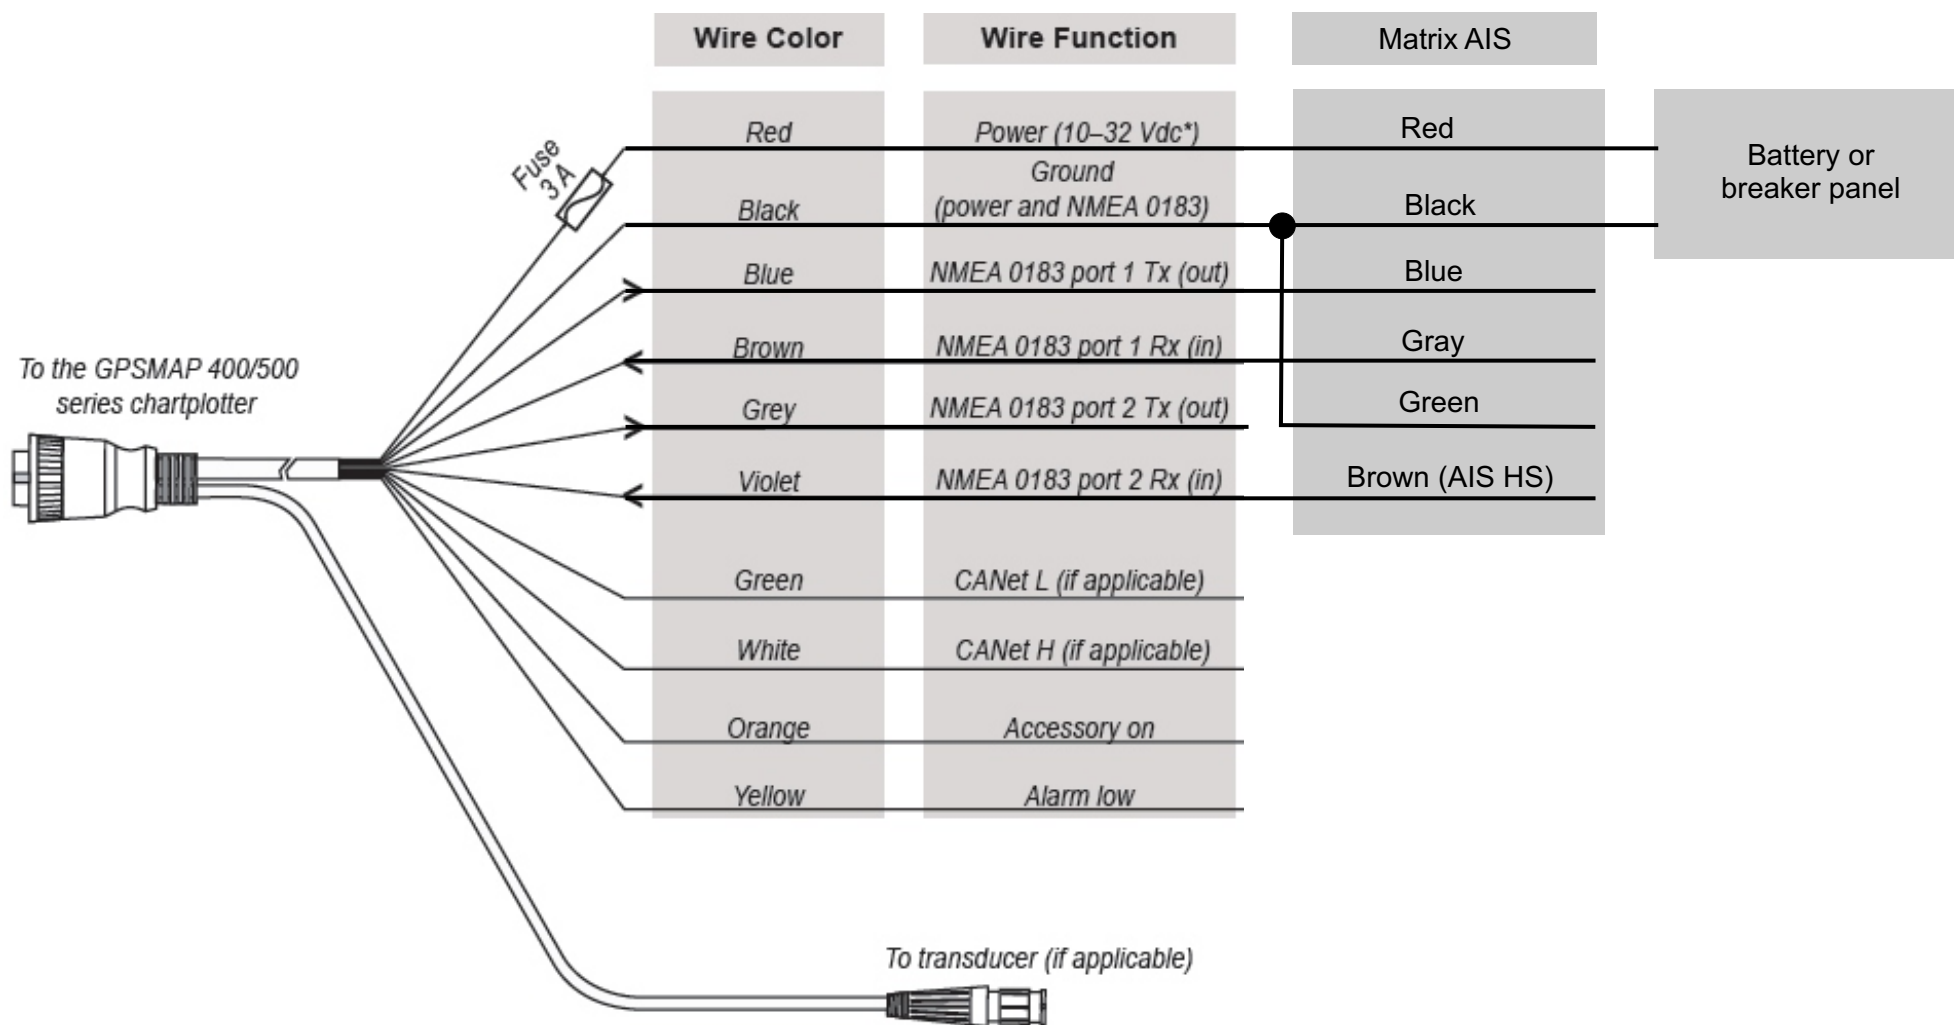 Wire Color
Wire Function
Matrix AIS
Fuse
3 A
Red
Power (10–32 Vdc*)
Red
Battery or
breaker panel
Black
Ground
(power and NMEA 0183)
Black
Blue
NMEA 0183 port 1 Tx (out)
Blue
Brown
NMEA 0183 port 1 Rx (in)
Gray
To the GPSMAP 400/500
series chartplotter
Grey
NMEA 0183 port 2 Tx (out)
Green
Violet
NMEA 0183 port 2 Rx (in)
Brown (AIS HS)
Green
CANet L (if applicable)
White
CANet H (if applicable)
Orange
Accessory on
Yellow
Alarm low
To transducer (if applicable)